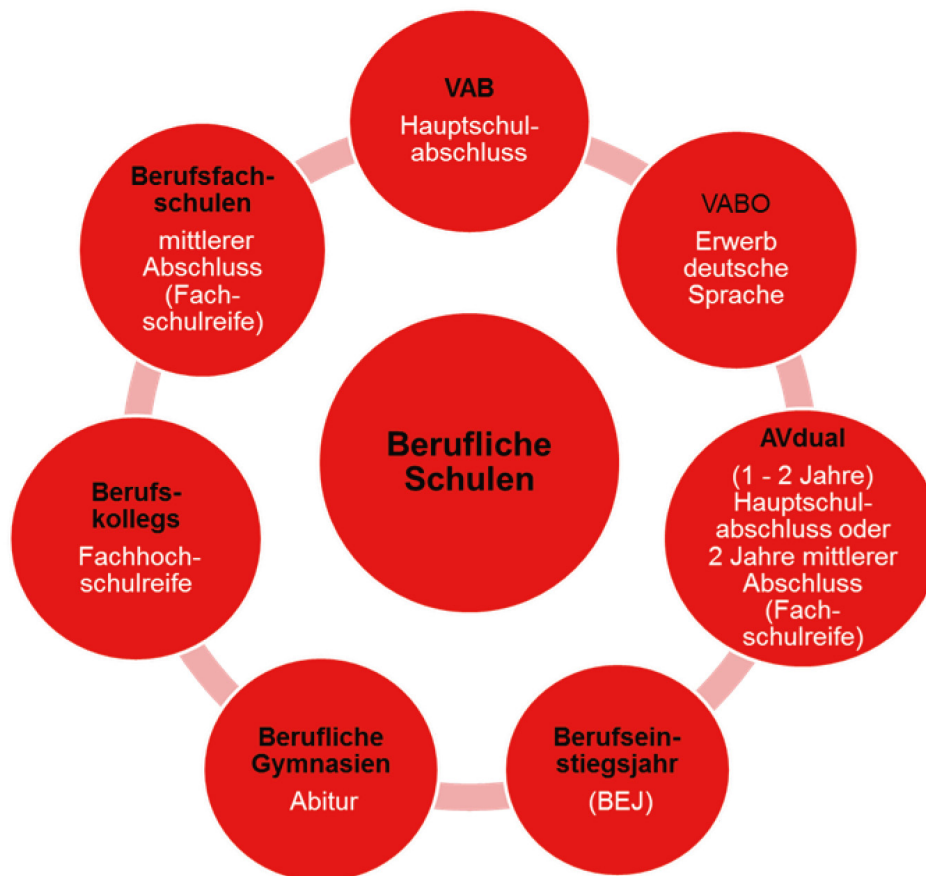 VAB
Hauptschul-
abschluss
VABO
Erwerb
deutsche
Sprache
AVdual
(1 - 2 Jahre)
Hauptschul-
abschluss oder
2 Jahre mittlerer
Abschluss
(Fach-
schulreife)
Berufsein-
stiegsjahr
(BEJ)
Berufliche
Gymnasien
Abitur
Berufs-
kollegs
Fachhoch-
schulreife
Berufsfach-
schulen
mittlerer
Abschluss
(Fach-
schulreife)
Berufliche
Schulen